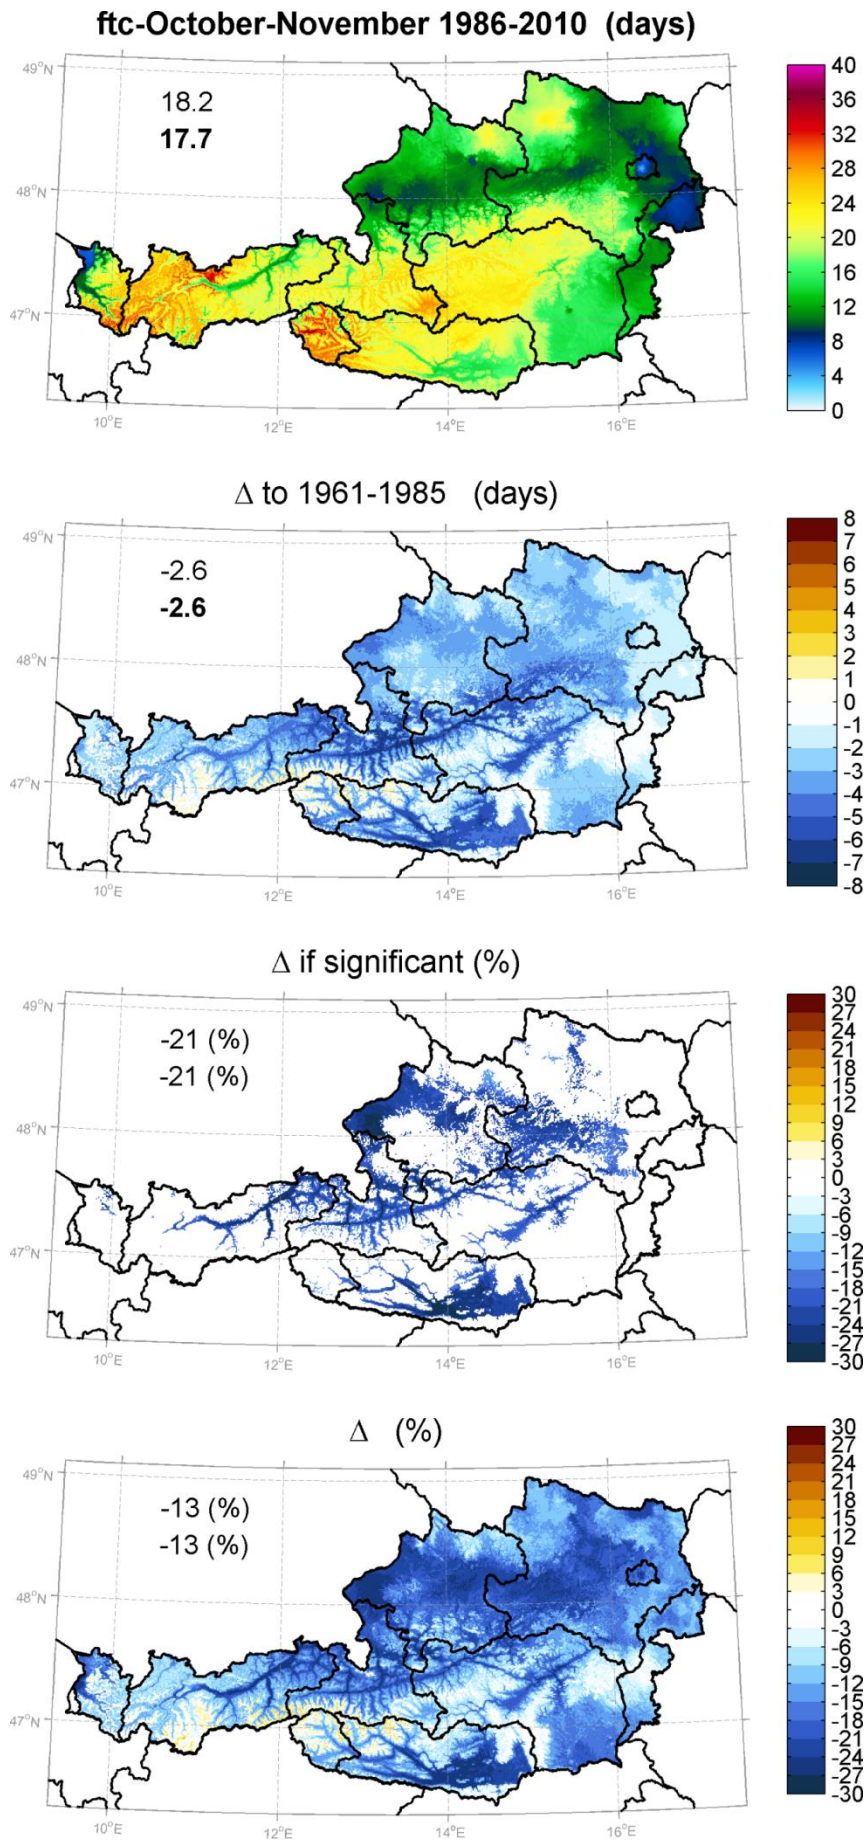 ftc-October-November 1986-2010 (days)
49°N
48°N
47°N
10°E
12°E
14°E
16°E
18.2
17.7
40
36
32
28
24
20
16
12
8
4
0
Δ to 1961-1985 (days)
49°N
48°N
47°N
10°E
12°E
14°E
16°E
-2.6
-2.6
8
7
6
5
4
3
2
1
0
-1
-2
-3
-4
-5
-6
-7
-8
Δ if significant (%)
49°N
48°N
47°N
10°E
12°E
14°E
16°E
-21 (%)
-21 (%)
30
27
24
21
18
15
12
9
6
3
0
-3
-6
-9
-12
-15
-18
-21
-24
-27
-30
Δ (%)
49°N
48°N
47°N
10°E
12°E
14°E
16°E
-13 (%)
-13 (%)
30
27
24
21
18
15
12
9
6
3
0
-3
-6
-9
-12
-15
-18
-21
-24
-27
-30